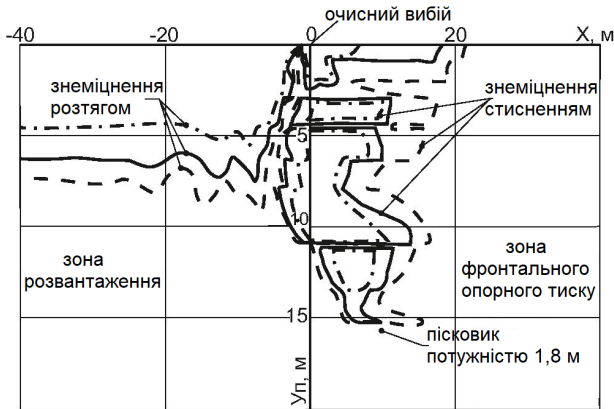 очисний вибій
-40
-20
0
20
X, м
знеміцнення
розтягом
знеміцнення
стисненням
5
10
зона
розвантаження
зона
фронтального
опорного тиску
15
пісковик
потужністю 1,8 м
Уп, м